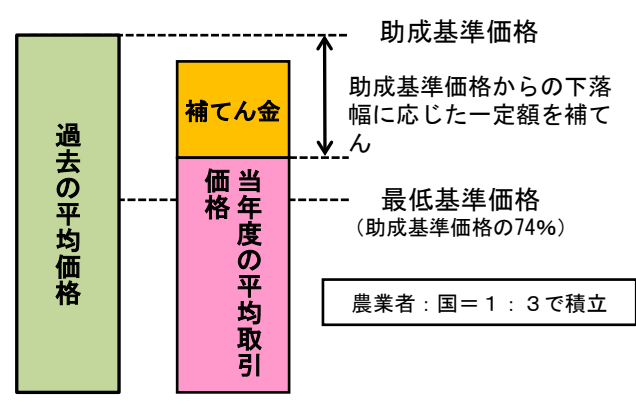 助成基準価格
補てん金
助成基準価格からの下落
幅に応じた一定額を補て
ん
過去の平均価格
当年度の平均取引
価格
最低基準価格
（助成基準価格の74%）
農業者：国＝１：３で積立